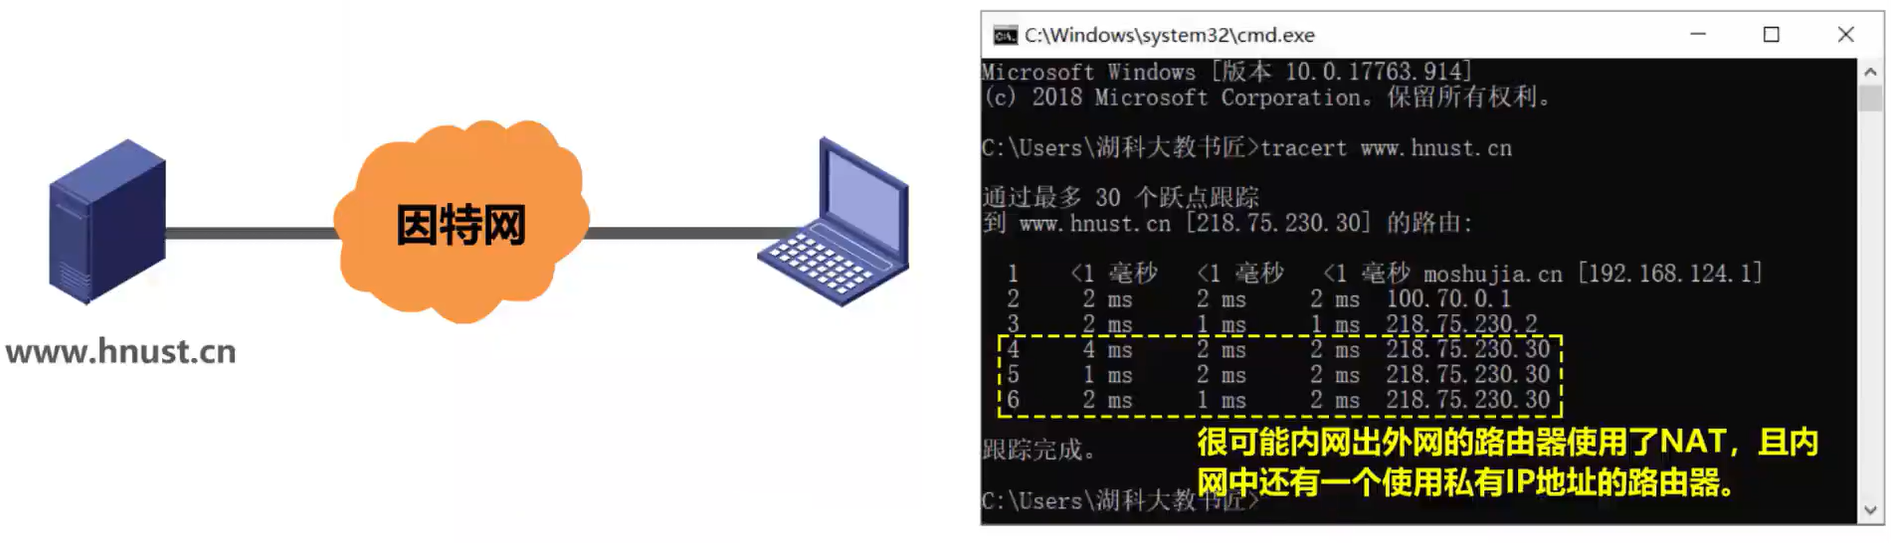 因特网
www.hnust.cn
C:\Windows\system32\cmd.exe
Microsoft Windows [版本 10.0.17763.914]
(c) 2018 Microsoft Corporation。保留所有权利。
C:\Users\湖科大教书匠>tracert www.hnust.cn
通过最多 30 个跃点跟踪
到 www.hnust.cn [218.75.230.30] 的路由:
1 <1 毫秒 <1 毫秒 <1 毫秒 moshujia.cn [192.168.124.1]
2 2 ms 2 ms 2 ms 100.70.0.1
3 2 ms 1 ms 1 ms 218.75.230.2
4 4 ms 2 ms 2 ms 218.75.230.30
5 1 ms 2 ms 2 ms 218.75.230.30
6 2 ms 1 ms 2 ms 218.75.230.30
跟踪完成。
很可能内网出外网的路由器使用了NAT，且内
网中还有一个使用私有IP地址的路由器。
C:\Users\湖科大教书匠>